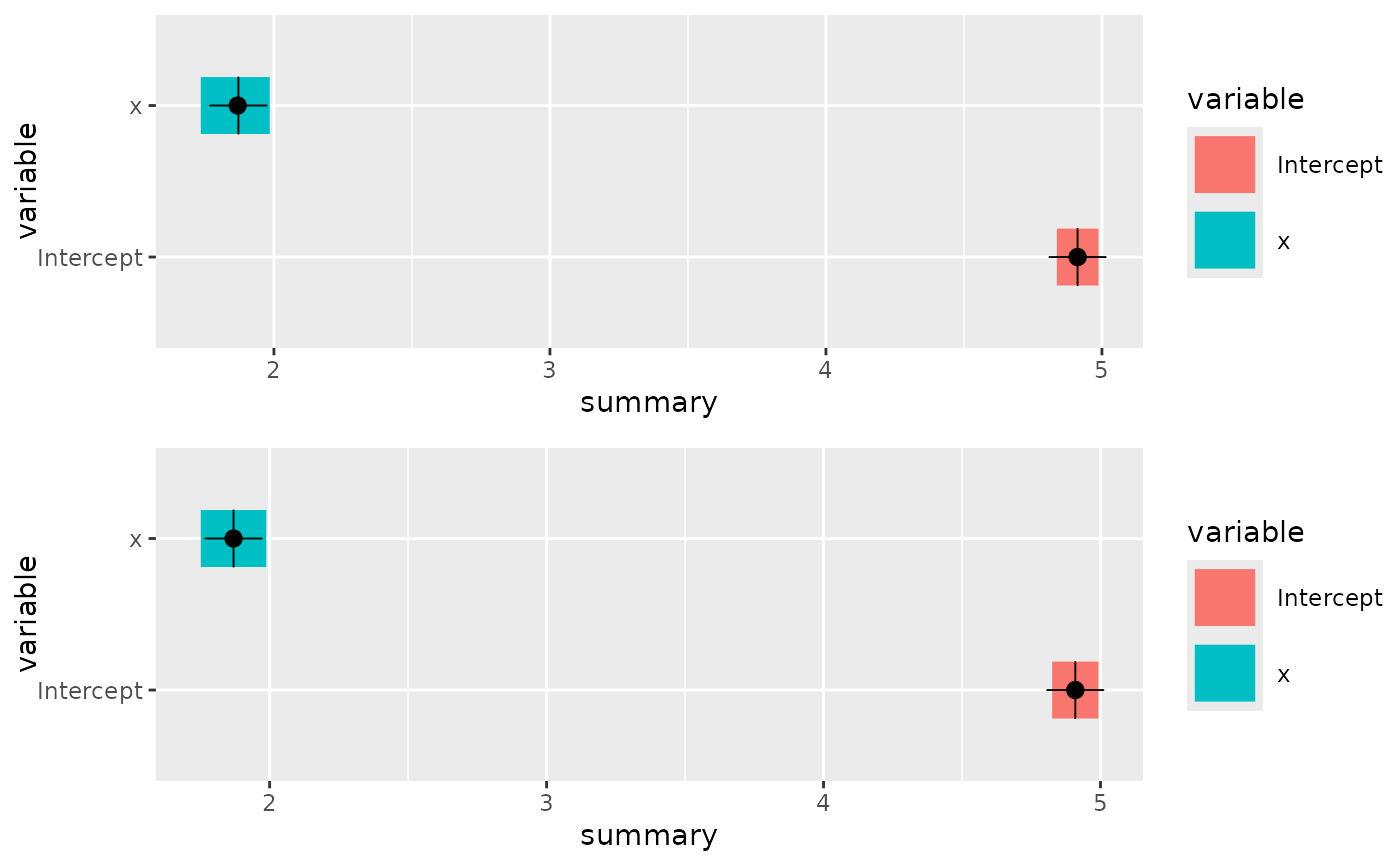 variable
x
Intercept
2 3 4 5
summary
variable
Intercept
x
variable
x
Intercept
2 3 4 5
summary
variable
Intercept
x